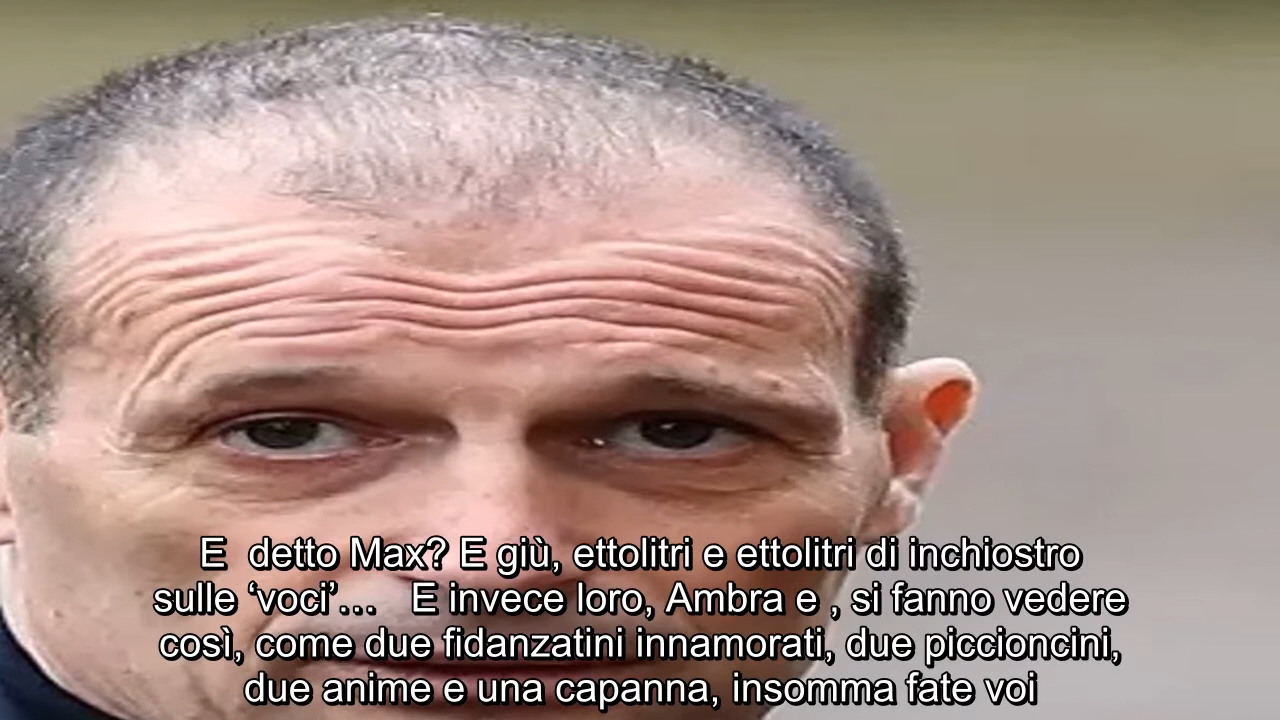 E  detto Max? E giù, ettolitri e ettolitri di inchiostro
sulle ‘voci’…   E invece loro, Ambra e , si fanno vedere
così, come due fidanzatini innamorati, due piccioncini,
due anime e una capanna, insomma fate voi